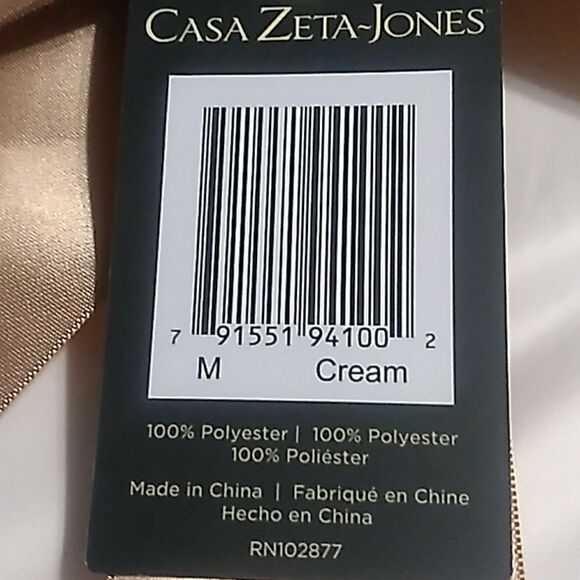 CASA ZETA-JONES
7 91551 94100 2
M Cream
100% Polyester | 100% Polyester
100% Poliéster
Made in China | Fabriqué en Chine
Hecho en China
RN102877